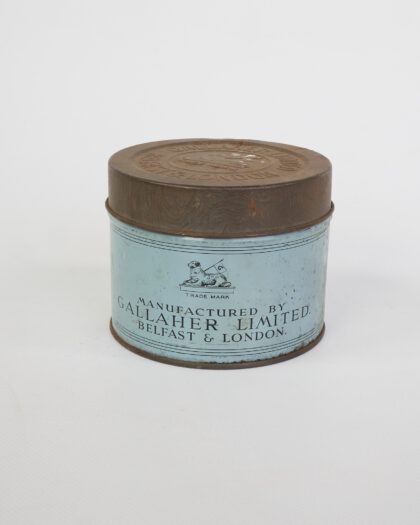 TRADE MARK
MANUFACTURED BY
GALLAHER LIMITED.
BELFAST & LONDON.